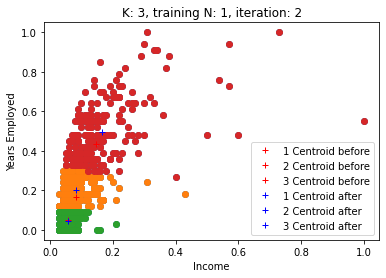 K: 3, training N: 1, iteration: 2
Years Employed
1.0
0.8
0.6
0.4
0.2
0.0
1 Centroid before
2 Centroid before
3 Centroid before
1 Centroid after
2 Centroid after
3 Centroid after
0.0 0.2 0.4 0.6 0.8 1.0
Income